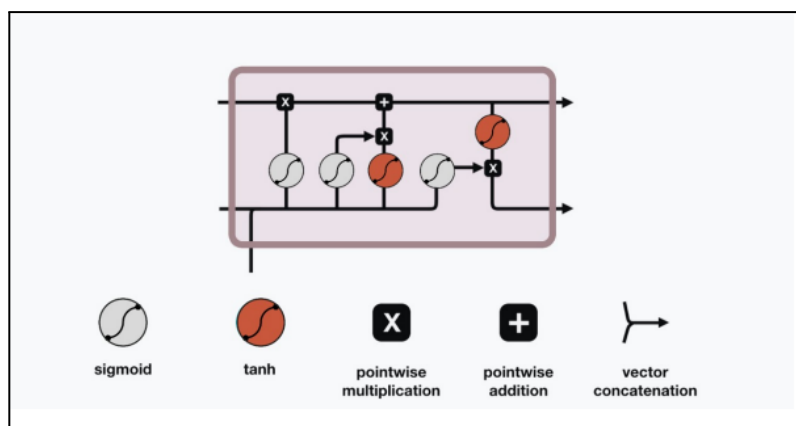 X
+
X
X
X
+
sigmoid
tanh
pointwise
multiplication
pointwise
addition
vector
concatenation